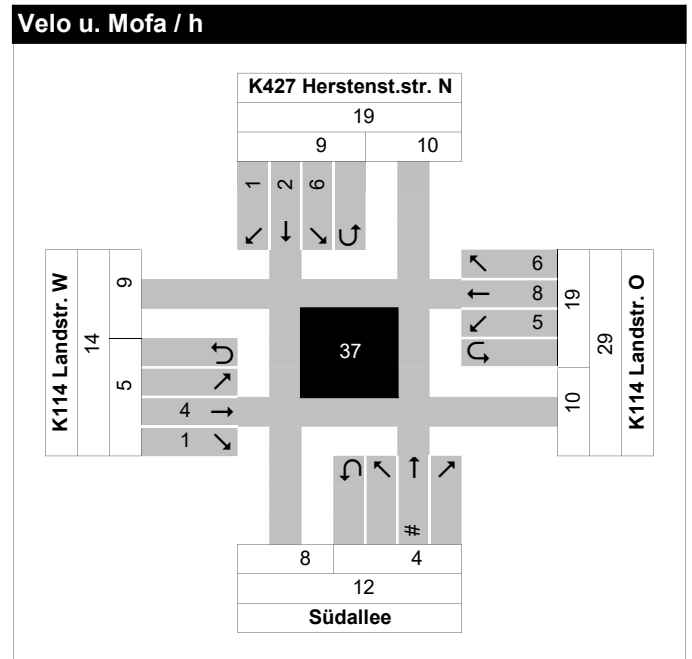 Velo u. Mofa / h
K427 Herstenst.str. N
19
9 10
1 2 6
K114 Landstr. W
14
9
5
4
1
37
6
8
5
19
10
29
K114 Landstr. O
#
8 4
12
Südallee